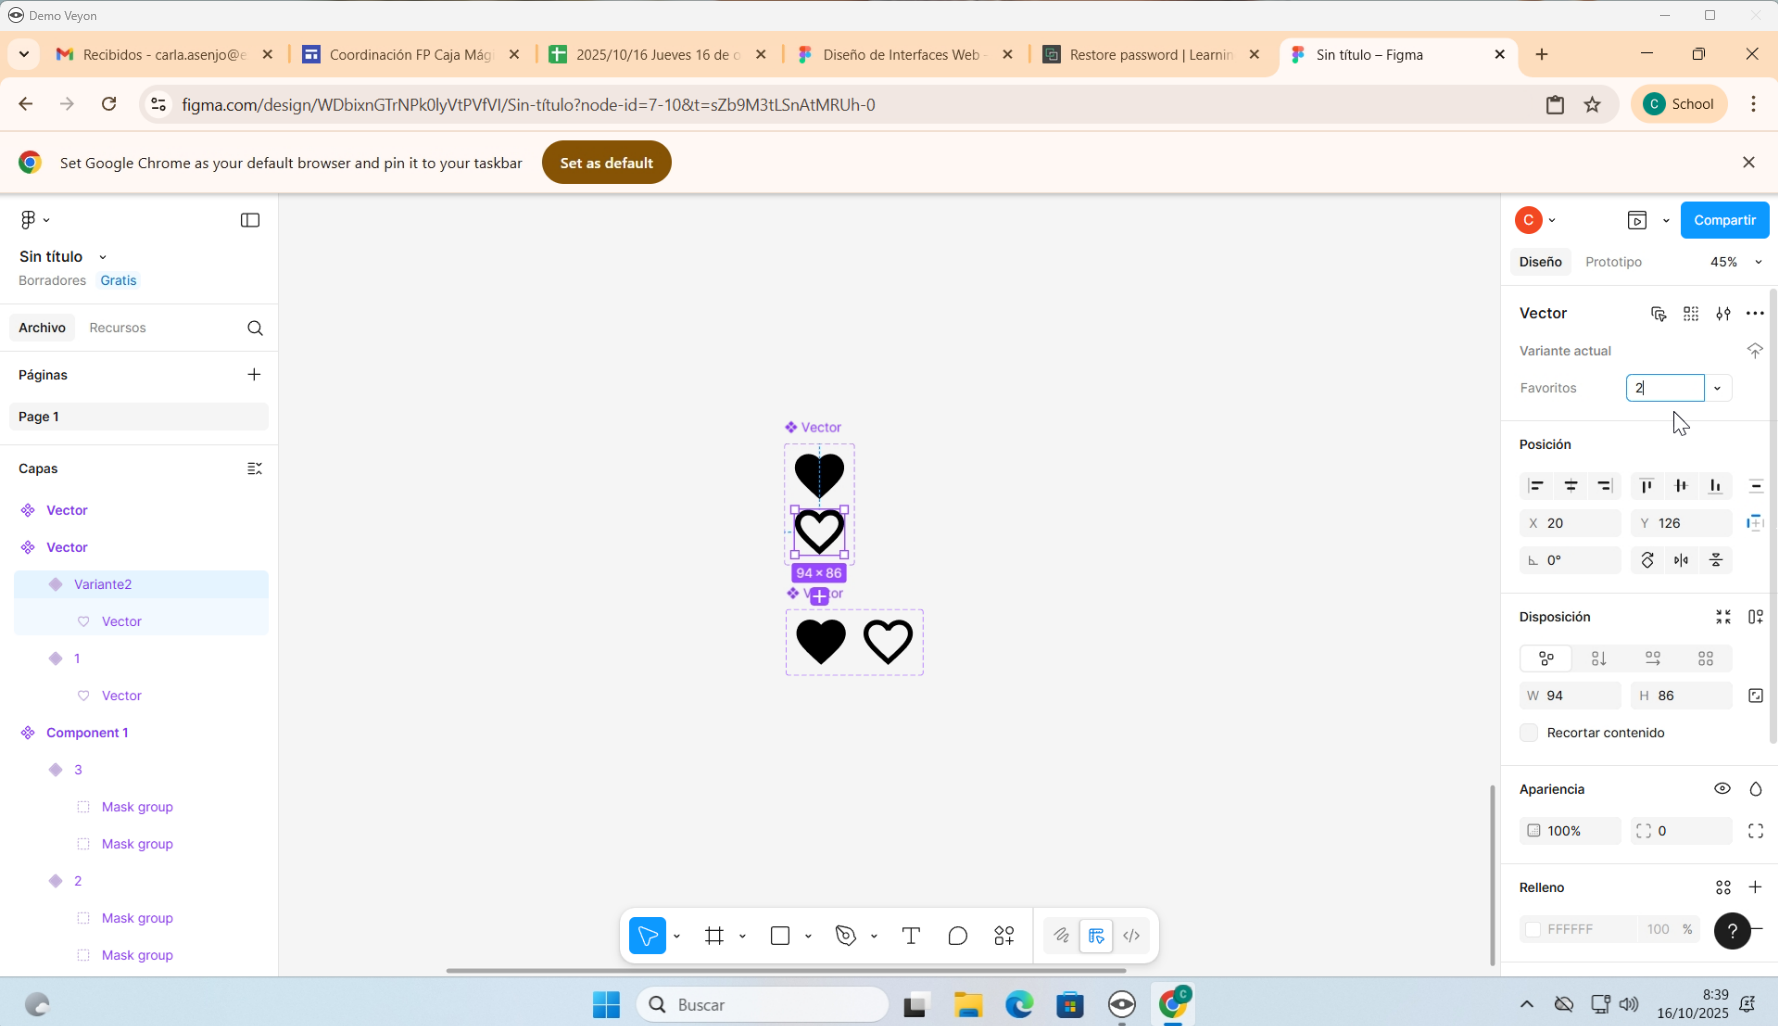 Demo Veyon
Recibidos - carla.asenjo@e
Coordinación FP Caja Mági
2025/10/16 Jueves 16 de o
Diseño de Interfaces Web -
Restore password | Learnin
Sin título – Figma
figma.com/design/WDbixnGTrNPk0lyVtPVfVI/Sin-título?node-id=7-10&t=sZb9M3tLSnAtMRUh-0
C School
Set Google Chrome as your default browser and pin it to your taskbar
Set as default
Sin título
Borradores Gratis
Archivo Recursos
Páginas
Page 1
Capas
Vector
Vector
Variante2
Vector
1
Vector
Component 1
3
Mask group
Mask group
2
Mask group
Mask group
Vector
94 × 86
C
Compartir
Diseño Prototipo 45%
Vector
Variante actual
Favoritos 2
Posición
X 20 Y 126
0°
Disposición
W 94 H 86
Recortar contenido
Apariencia
100% 0
Relleno
FFFFFF 100 %
?
T
Buscar
C
8:39
16/10/2025